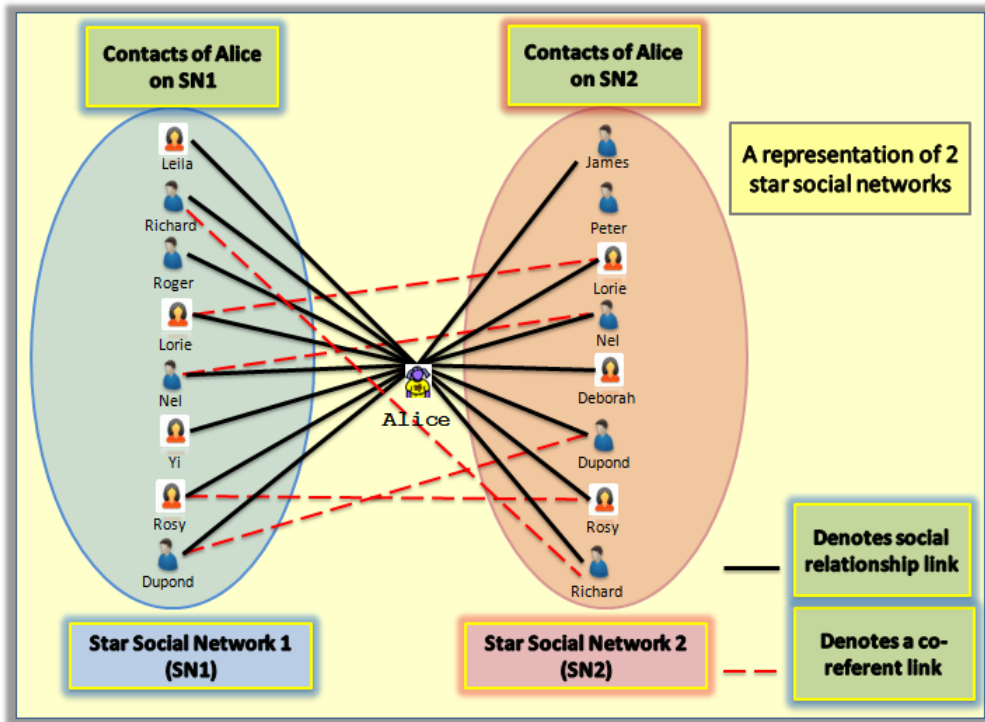 Contacts of Alice
on SN1
Contacts of Alice
on SN2
A representation of 2
star social networks
Leila
Richard
Roger
Lorie
Nel
Yi
Rosy
Dupond
Alice
James
Peter
Lorie
Nel
Deborah
Dupond
Rosy
Richard
Denotes social
relationship link
Denotes a co-
referent link
Star Social Network 1
(SN1)
Star Social Network 2
(SN2)